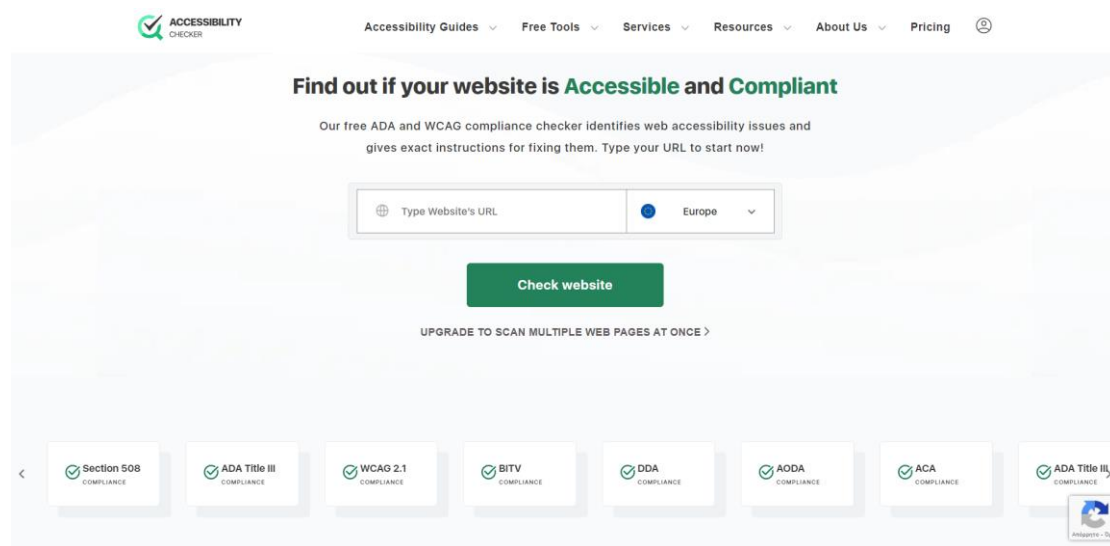 ACCESSIBILITY
CHECKER
Accessibility Guides Free Tools Services Resources About Us Pricing
Find out if your website is Accessible and Compliant
Our free ADA and WCAG compliance checker identifies web accessibility issues and
gives exact instructions for fixing them. Type your URL to start now!
Type Website's URL Europe
Check website
UPGRADE TO SCAN MULTIPLE WEB PAGES AT ONCE >
Section 508 ADA Title III WCAG 2.1 BITV DDA AODA ACA ADA Title III
COMPLIANCE COMPLIANCE COMPLIANCE COMPLIANCE COMPLIANCE COMPLIANCE COMPLIANCE COMPLIANCE